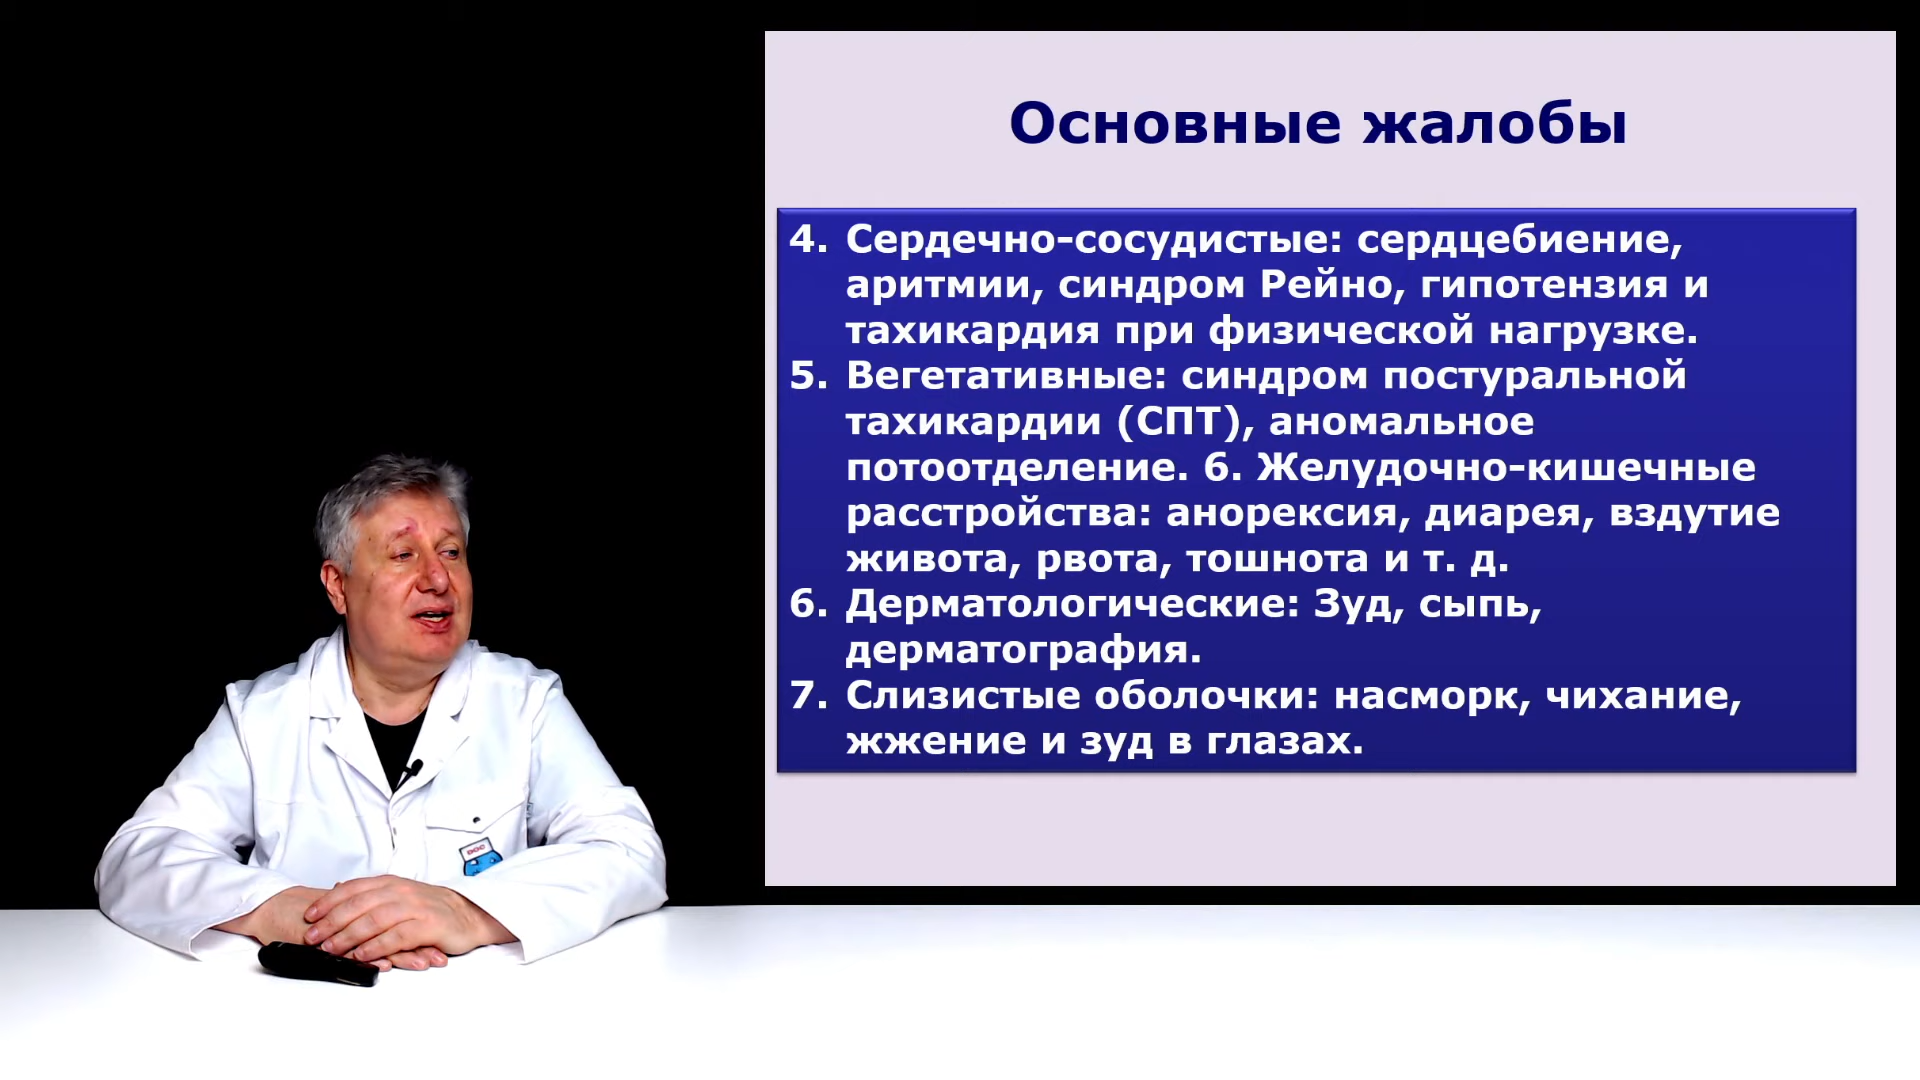 Основные жалобы
4. Сердечно-сосудистые: сердцебиение,
аритмии, синдром Рейно, гипотензия и
тахикардия при физической нагрузке.
5. Вегетативные: синдром постуральной
тахикардии (СПТ), аномальное
потоотделение. 6. Желудочно-кишечные
расстройства: анорексия, диарея, вздутие
живота, рвота, тошнота и т. д.
6. Дерматологические: Зуд, сыпь,
дерматография.
7. Слизистые оболочки: насморк, чихание,
жжение и зуд в глазах.
DOC